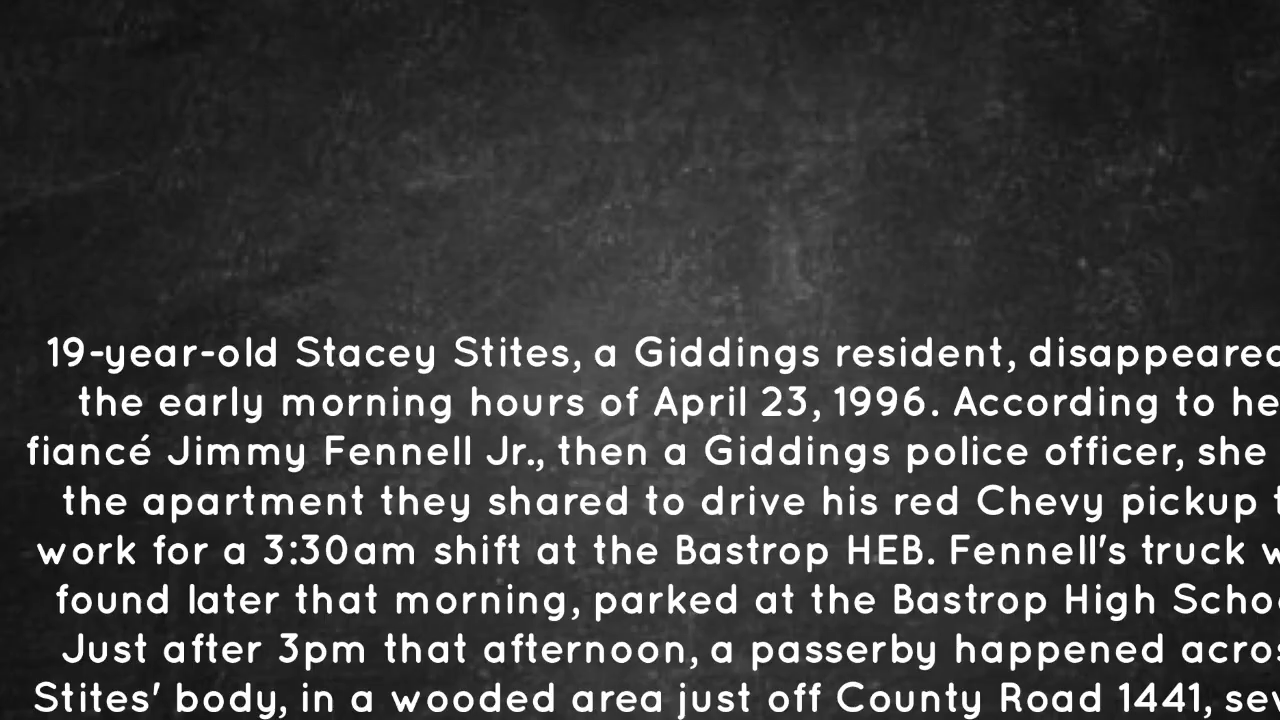 19-year-old Stacey Stites, a Giddings resident, disappeared
the early morning hours of April 23, 1996. According to he
fiancé Jimmy Fennell Jr., then a Giddings police officer, she
the apartment they shared to drive his red Chevy pickup t
work for a 3:30am shift at the Bastrop HEB. Fennell's truck w
found later that morning, parked at the Bastrop High Schoo
Just after 3pm that afternoon, a passerby happened acros
Stites' body, in a wooded area just off County Road 1441, sev